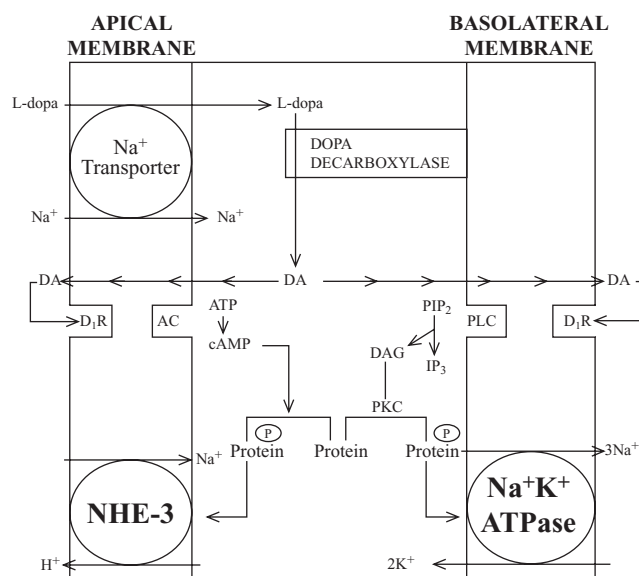 APICAL
MEMBRANE
BASOLATERAL
MEMBRANE
L-dopa
L-dopa
Na⁺
Transporter
DOPA
DECARBOXYLASE
Na⁺
Na⁺
DA
DA
DA
D₁R
AC
ATP
cAMP
PIP₂
DAG
IP₃
PLC
D₁R
PKC
P
P
Protein
Protein
Protein
Na⁺
3Na⁺
NHE-3
Na⁺K⁺
ATPase
H⁺
2K⁺